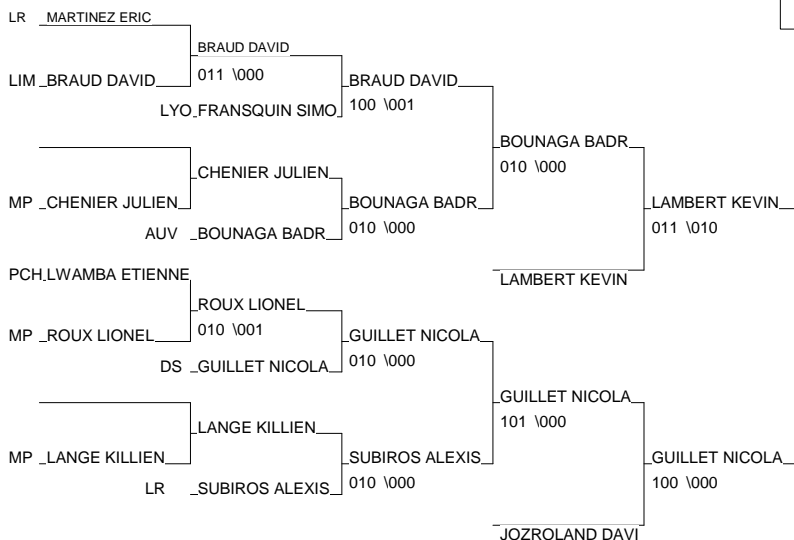 LR MARTINEZ ERIC
BRAUD DAVID
LIM BRAUD DAVID 011 \000 BRAUD DAVID
LYO FRANSQUIN SIMO 100 \001
BOUNAGA BADR
CHENIER JULIEN 010 \000
MP CHENIER JULIEN BOUNAGA BADR LAMBERT KEVIN
AUV BOUNAGA BADR 010 \000 011 \010
PCH LWAMBA ETIENNE LAMBERT KEVIN
ROUX LIONEL
MP ROUX LIONEL 010 \001 GUILLET NICOLA
DS GUILLET NICOLA 010 \000
GUILLET NICOLA
LANGE KILLIEN 101 \000
MP LANGE KILLIEN SUBIROS ALEXIS GUILLET NICOLA
LR SUBIROS ALEXIS 010 \000 100 \000
JOZROLAND DAVI